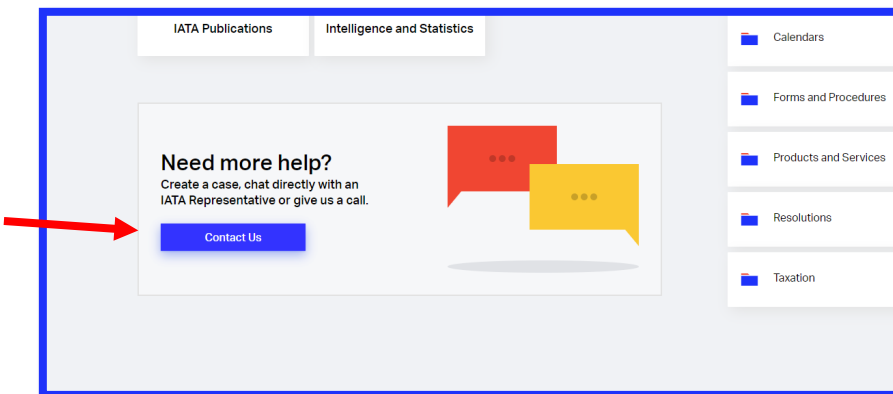 IATA Publications
Intelligence and Statistics
Need more help?
Create a case, chat directly with an
IATA Representative or give us a call.
Contact Us
Calendars
Forms and Procedures
Products and Services
Resolutions
Taxation